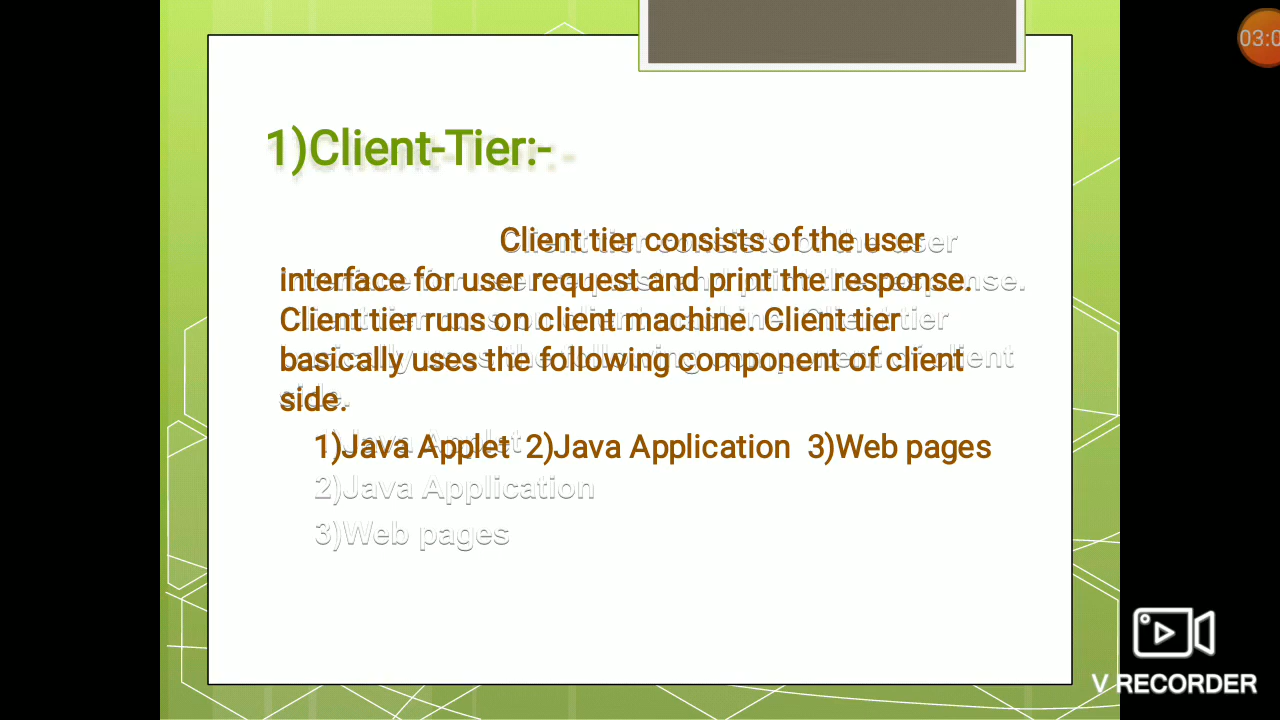 1)Client-Tier:-
Client tier consists of the user
interface for user request and print the response.
Client tier runs on client machine. Client tier
basically uses the following component of client
side.
1)Java Applet 2)Java Application 3)Web pages
2)Java Application
3)Web pages
03:0
V RECORDER